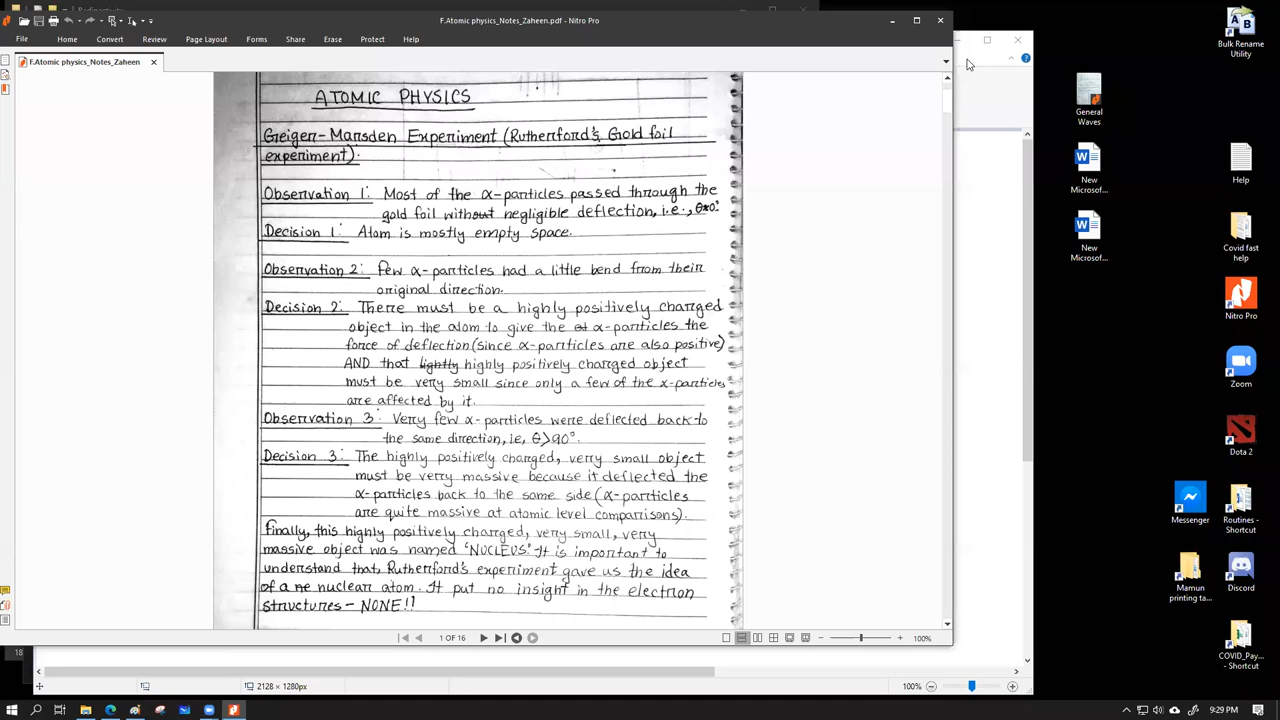 F.Atomic physics_Notes_Zaheen.pdf - Nitro Pro
File Home Convert Review Page Layout Forms Share Erase Protect Help
F.Atomic physics_Notes_Zaheen
ATOMIC PHYSICS
Greiger-Marsden Experiment (Rutherford's, Gold foil
experiment):
Observation 1: Most of the α-particles passed through the
gold foil without negligible deflection, i.e., θ≈0°
Decision 1: Atom is mostly empty space.
Observation 2: Few α-particles had a little bend from their
original direction.
Decision 2: There must be a highly positively charged
object in the atom to give the α-particles the
force of deflection (since α-particles are also positive)
AND that lightly highly positively charged object
must be very small since only a few of the α-particles
are affected by it.
Observation 3: Very few α-particles were deflected back to
the same direction, i.e, θ>90°.
Decision 3: The highly positively charged, very small object
must be very massive because it deflected the
α-particles back to the same side (α-particles
are quite massive at atomic level comparisons).
Finally, this highly positively charged, very small, very
massive object was named 'NUCLEUS'. It is important to
understand that, Rutherford's experiment gave us the idea
of a nuclear atom. It put no insight in the electron
structures - NONE!!
1 OF 16
100%
18
2128 × 1280px
100%
General
Waves
New
Microsof...
New
Microsof...
Bulk Rename
Utility
Help
Covid fast
help
Nitro Pro
Zoom
Dota 2
Messenger
Routines -
Shortcut
Mamun
printing ta...
Discord
COVID_Pay...
- Shortcut
9:29 PM